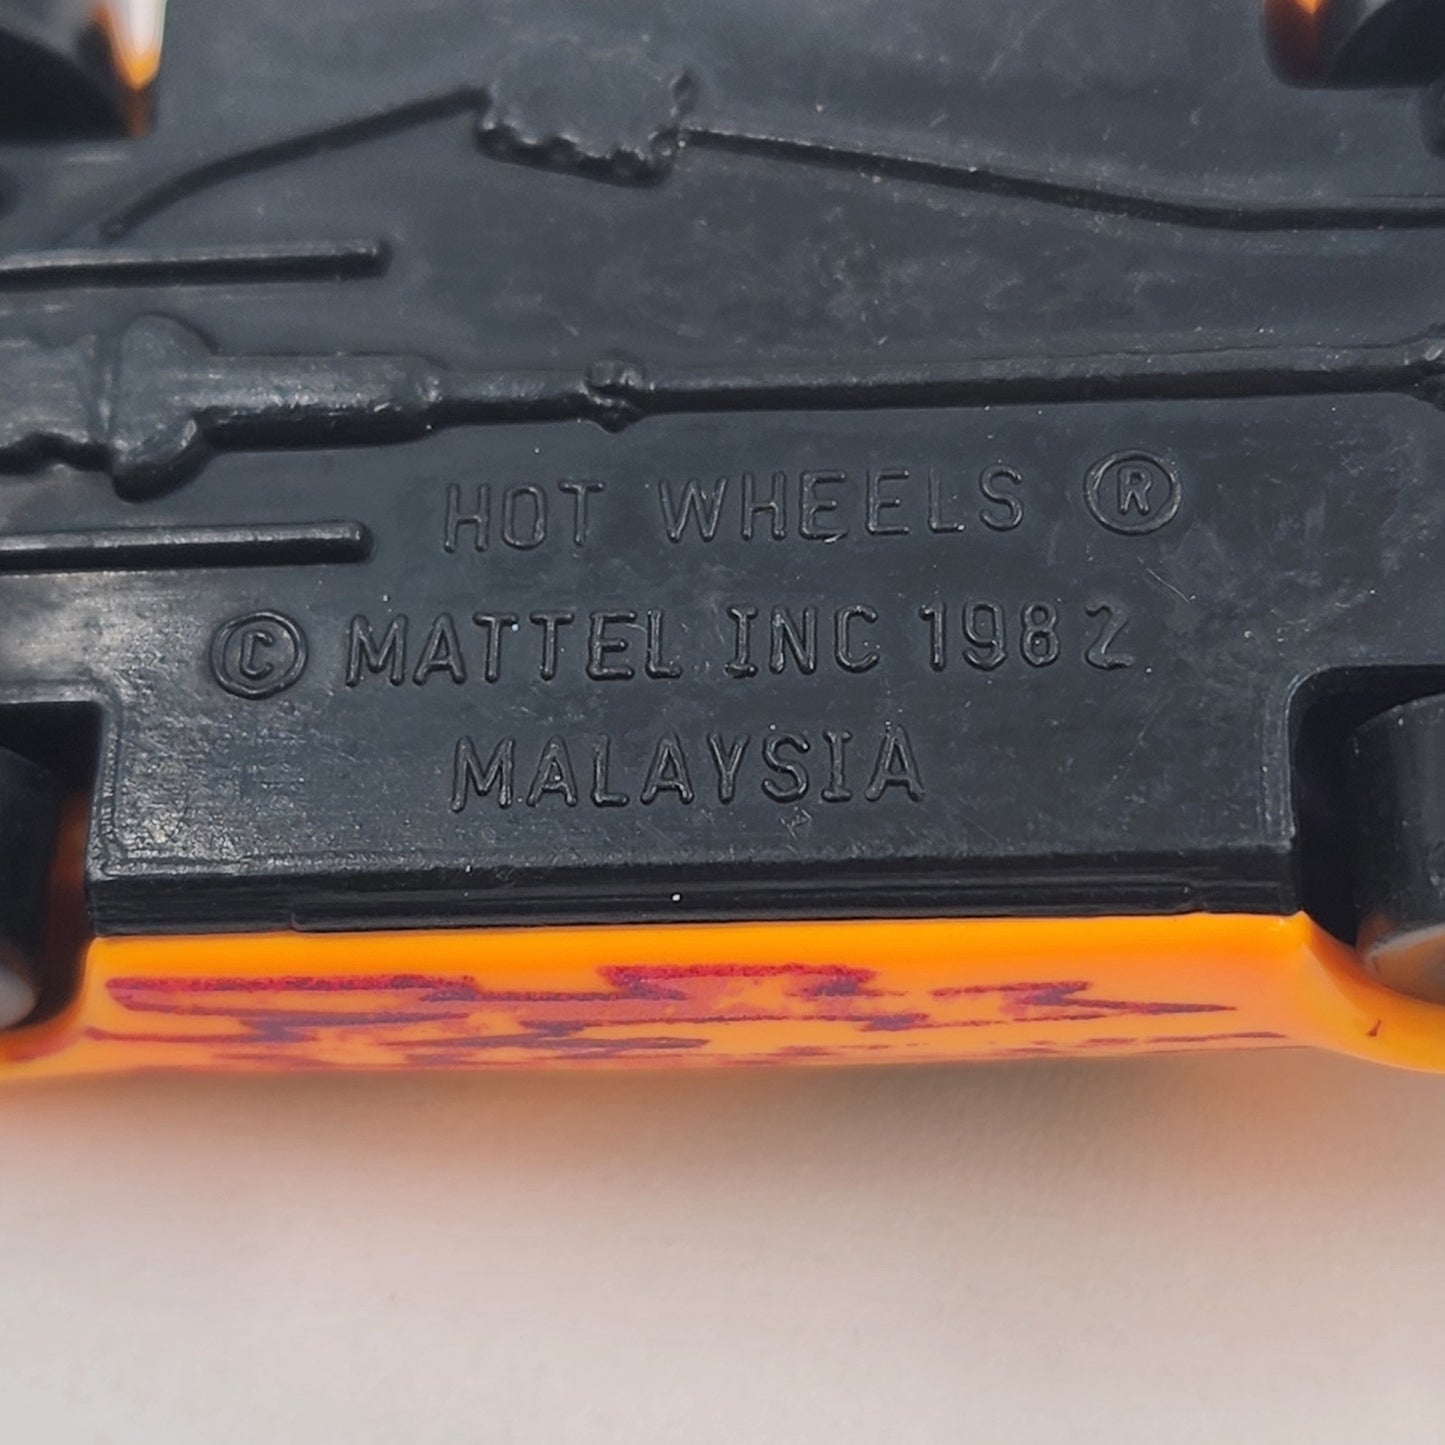 HOT WHEELS ®
© MATTEL INC 1982
MALAYSIA